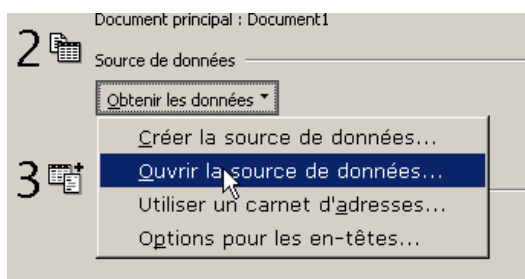 Document principal : Document1
2
Source de données
Obtenir les données
Créer la source de données...
Ouvrir la source de données...
3
Utiliser un carnet d'adresses...
Options pour les en-têtes...